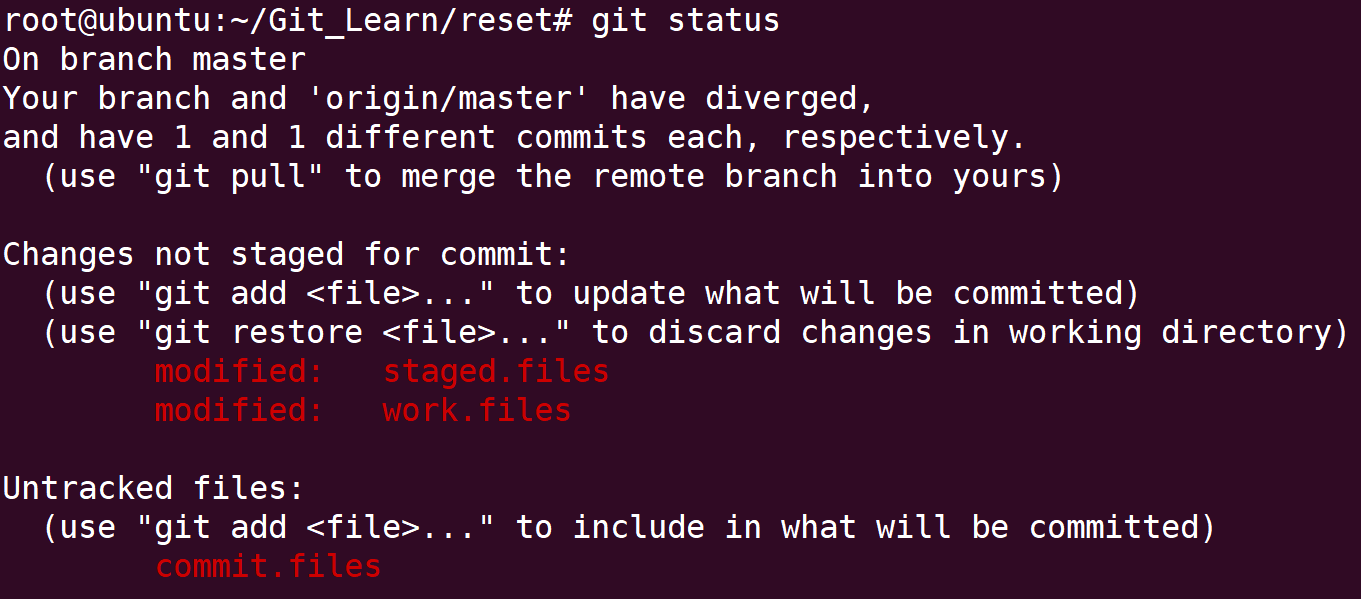 root@ubuntu:~/Git_Learn/reset# git status
On branch master
Your branch and 'origin/master' have diverged,
and have 1 and 1 different commits each, respectively.
  (use "git pull" to merge the remote branch into yours)

Changes not staged for commit:
  (use "git add <file>..." to update what will be committed)
  (use "git restore <file>..." to discard changes in working directory)
        modified:   staged.files
        modified:   work.files

Untracked files:
  (use "git add <file>..." to include in what will be committed)
        commit.files